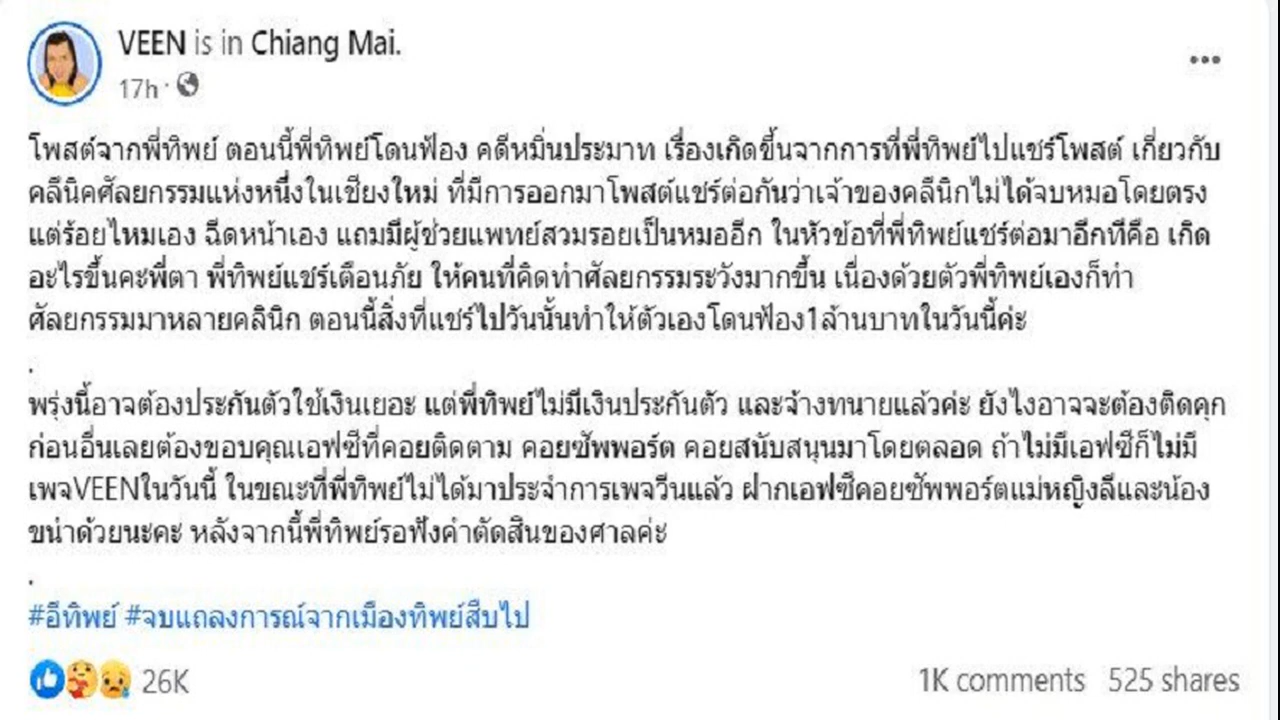 VEEN is in Chiang Mai.
17h ·
โพสต์จากพี่ทิพย์ ตอนนี้พี่ทิพย์โดนฟ้อง คดีหมิ่นประมาท เรื่องเกิดขึ้นจากการที่พี่ทิพย์ไปแชร์โพสต์ เกี่ยวกับ
คลีนิคศัลยกรรมแห่งหนึ่งในเชียงใหม่ ที่มีการออกมาโพสต์แชร์ต่อกันว่าเจ้าของคลีนิกไม่ได้จบหมอโดยตรง
แต่ร้อยไหมเอง ฉีดหน้าเอง แถมมีผู้ช่วยแพทย์สวมรอยเป็นหมออีก ในหัวข้อที่พี่ทิพย์แชร์ต่อมาอีกทีคือ เกิด
อะไรขึ้นคะพี่ตา พี่ทิพย์แชร์เตือนภัย ให้คนที่คิดทำศัลยกรรมระวังมากขึ้น เนื่องด้วยตัวพี่ทิพย์เองก็ทำ
ศัลยกรรมมาหลายคลินิก ตอนนี้สิ่งที่แชร์ไปวันนั้นทำให้ตัวเองโดนฟ้อง1ล้านบาทในวันนี้ค่ะ
.
พรุ่งนี้อาจต้องประกันตัวใช้เงินเยอะ แต่พี่ทิพย์ไม่มีเงินประกันตัว และจ้างทนายแล้วค่ะ ยังไงอาจจะต้องติดคุก
ก่อนอื่นเลยต้องขอบคุณเอฟซีที่คอยติดตาม คอยซัพพอร์ต คอยสนับสนุนมาโดยตลอด ถ้าไม่มีเอฟซีก็ไม่มี
เพจVEENในวันนี้ ในขณะที่พี่ทิพย์ไม่ได้มาประจำการเพจวีนแล้ว ฝากเอฟซีคอยซัพพอร์ตแม่หญิงลีและน้อง
ขนำด้วยนะคะ หลังจากนี้พี่ทิพย์รอฟังคำตัดสินของศาลค่ะ
.
#อีทิพย์ #จบแถลงการณ์จากเมืองทิพย์สืบไป
26K
1K comments 525 shares